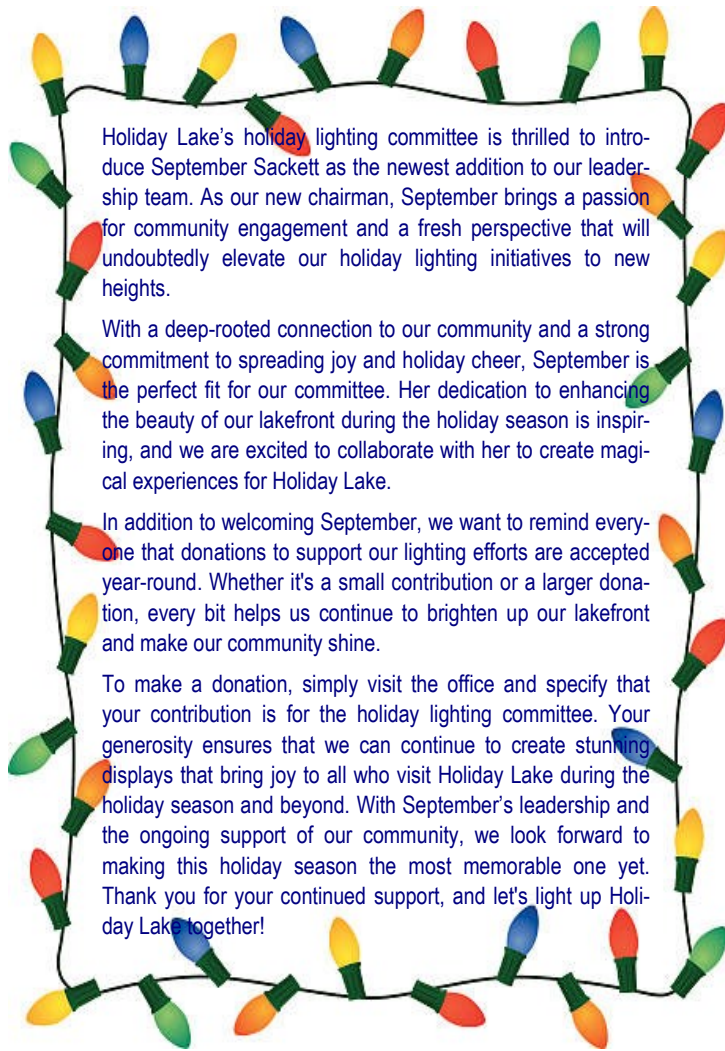 Holiday Lake’s holiday lighting committee is thrilled to intro-
duce September Sackett as the newest addition to our leader-
ship team. As our new chairman, September brings a passion
for community engagement and a fresh perspective that will
undoubtedly elevate our holiday lighting initiatives to new
heights.
With a deep-rooted connection to our community and a strong
commitment to spreading joy and holiday cheer, September is
the perfect fit for our committee. Her dedication to enhancing
the beauty of our lakefront during the holiday season is inspir-
ing, and we are excited to collaborate with her to create magi-
cal experiences for Holiday Lake.
In addition to welcoming September, we want to remind every-
one that donations to support our lighting efforts are accepted
year-round. Whether it's a small contribution or a larger dona-
tion, every bit helps us continue to brighten up our lakefront
and make our community shine.
To make a donation, simply visit the office and specify that
your contribution is for the holiday lighting committee. Your
generosity ensures that we can continue to create stunning
displays that bring joy to all who visit Holiday Lake during the
holiday season and beyond. With September’s leadership and
the ongoing support of our community, we look forward to
making this holiday season the most memorable one yet.
Thank you for your continued support, and let's light up Holi-
day Lake together!